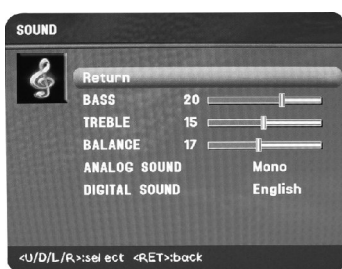 SOUND
Return
BASS 20
TREBLE 15
BALANCE 17
ANALOG SOUND Mono
DIGITAL SOUND English
<U/D/L/R>:select <RET>:back